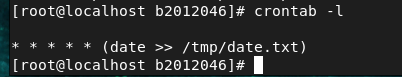 [root@localhost b2012046]# crontab -l
* * * * * (date >> /tmp/date.txt)
[root@localhost b2012046]#